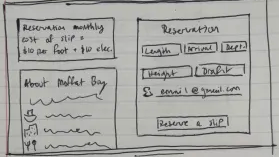 Reservation monthly
cost of slip =
$10 per foot + $10 elec.
About Moffat Bay
Reservation
Length Arrival Dept.
Height Draft
email@gmail.com
Reserve a slip